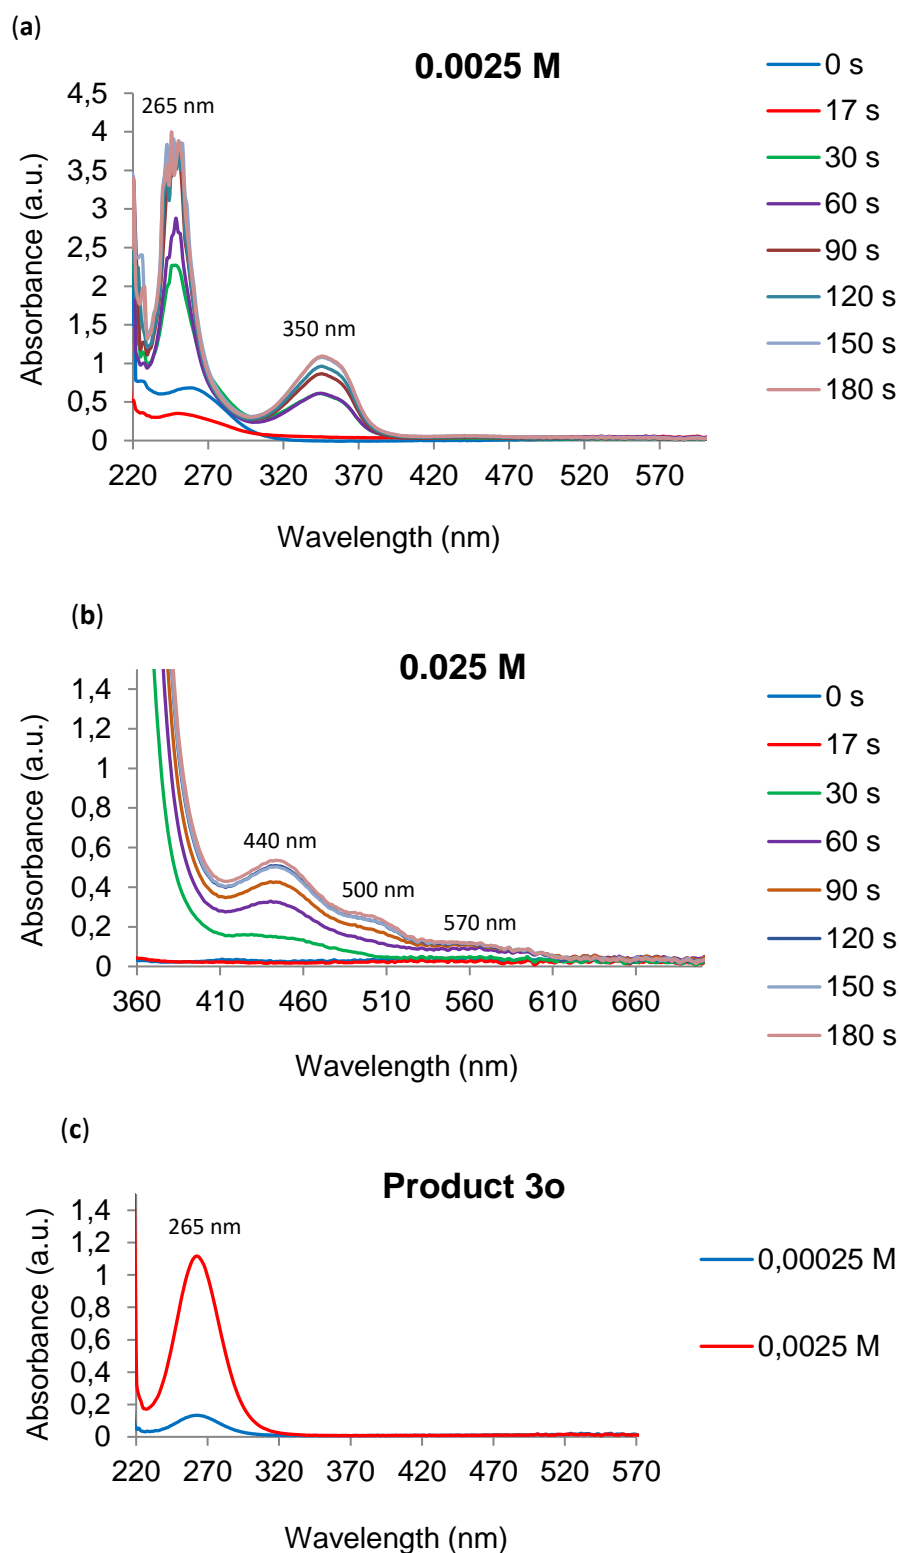 (a)
0.0025 M
265 nm
350 nm
Absorbance (a.u.)
4,5
4
3,5
3
2,5
2
1,5
1
0,5
0
220 270 320 370 420 470 520 570
Wavelength (nm)
0 s
17 s
30 s
60 s
90 s
120 s
150 s
180 s
(b)
0.025 M
440 nm
500 nm
570 nm
Absorbance (a.u.)
1,4
1,2
1
0,8
0,6
0,4
0,2
0
360 410 460 510 560 610 660
Wavelength (nm)
0 s
17 s
30 s
60 s
90 s
120 s
150 s
180 s
(c)
Product 3o
265 nm
Absorbance (a.u.)
1,4
1,2
1
0,8
0,6
0,4
0,2
0
220 270 320 370 420 470 520 570
Wavelength (nm)
0,00025 M
0,0025 M